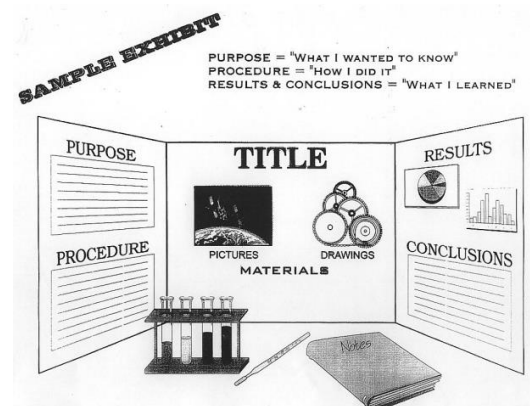 SAMPLE EXHIBIT
PURPOSE = "WHAT I WANTED TO KNOW"
PROCEDURE = "HOW I DID IT"
RESULTS & CONCLUSIONS = "WHAT I LEARNED"
PURPOSE
TITLE
RESULTS
PICTURES
DRAWINGS
PROCEDURE
MATERIALS
CONCLUSIONS
Notes